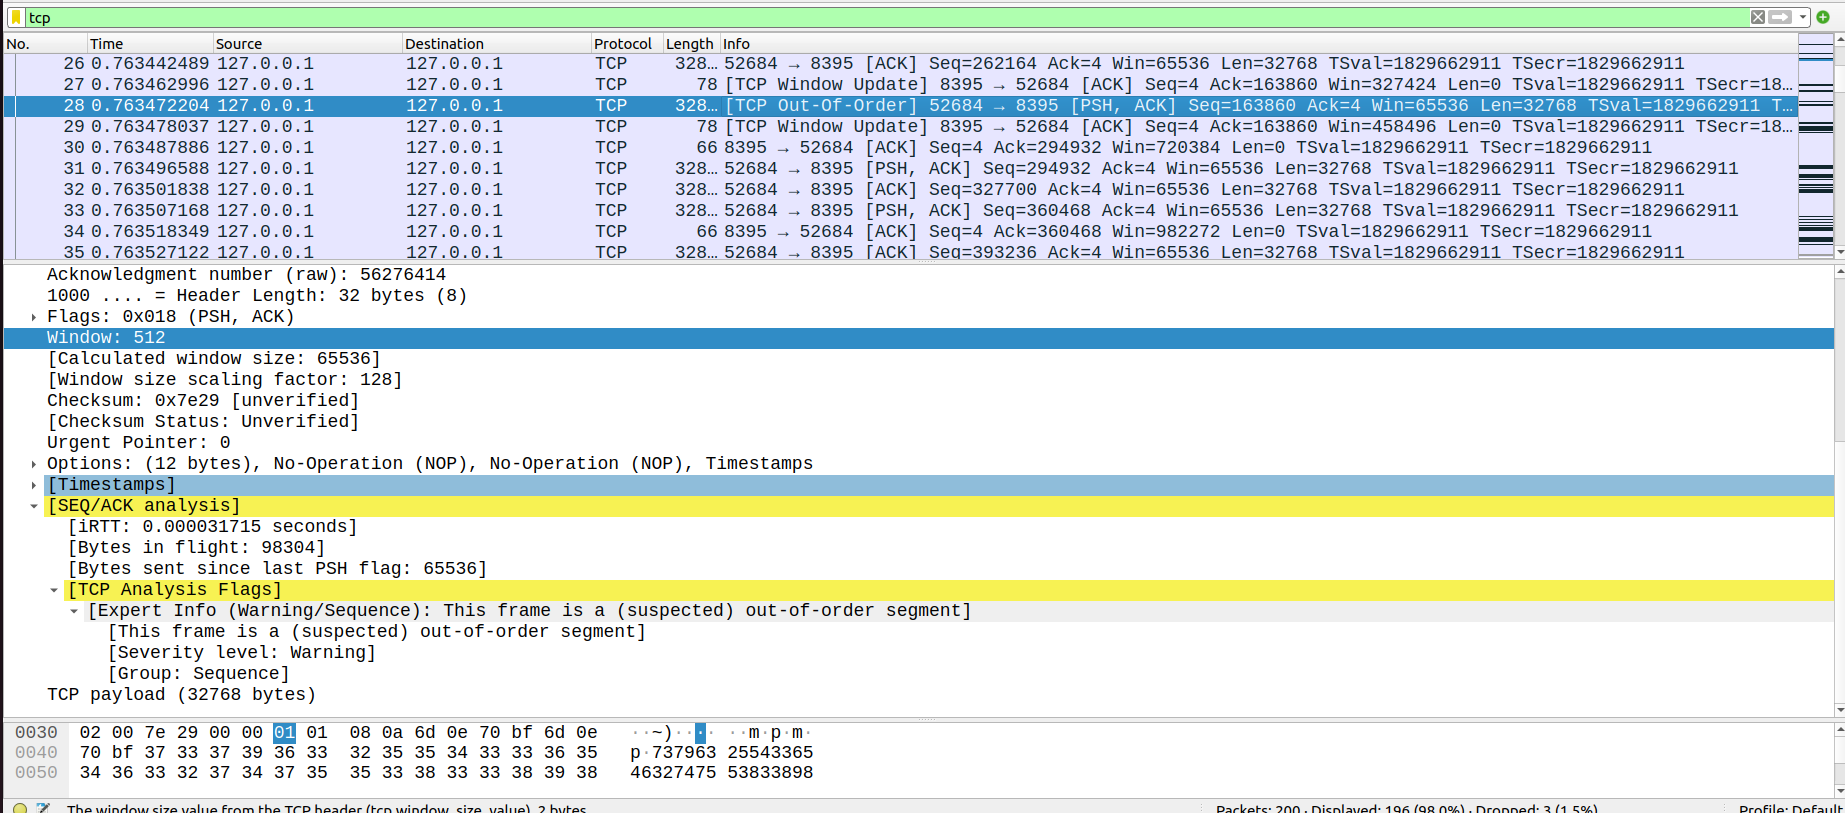 tcp
No. Time Source Destination Protocol Length Info
26 0.763442489 127.0.0.1 127.0.0.1 TCP 328… 52684 → 8395 [ACK] Seq=262164 Ack=4 Win=65536 Len=32768 TSval=1829662911 TSecr=1829662911
27 0.763462996 127.0.0.1 127.0.0.1 TCP 78 [TCP Window Update] 8395 → 52684 [ACK] Seq=4 Ack=163860 Win=327424 Len=0 TSval=1829662911 TSecr=18…
28 0.763472204 127.0.0.1 127.0.0.1 TCP 328… [TCP Out-Of-Order] 52684 → 8395 [PSH, ACK] Seq=163860 Ack=4 Win=65536 Len=32768 TSval=1829662911 T…
29 0.763478037 127.0.0.1 127.0.0.1 TCP 78 [TCP Window Update] 8395 → 52684 [ACK] Seq=4 Ack=163860 Win=458496 Len=0 TSval=1829662911 TSecr=18…
30 0.763487886 127.0.0.1 127.0.0.1 TCP 66 8395 → 52684 [ACK] Seq=4 Ack=294932 Win=720384 Len=0 TSval=1829662911 TSecr=1829662911
31 0.763496588 127.0.0.1 127.0.0.1 TCP 328… 52684 → 8395 [PSH, ACK] Seq=294932 Ack=4 Win=65536 Len=32768 TSval=1829662911 TSecr=1829662911
32 0.763501838 127.0.0.1 127.0.0.1 TCP 328… 52684 → 8395 [ACK] Seq=327700 Ack=4 Win=65536 Len=32768 TSval=1829662911 TSecr=1829662911
33 0.763507168 127.0.0.1 127.0.0.1 TCP 328… 52684 → 8395 [PSH, ACK] Seq=360468 Ack=4 Win=65536 Len=32768 TSval=1829662911 TSecr=1829662911
34 0.763518349 127.0.0.1 127.0.0.1 TCP 66 8395 → 52684 [ACK] Seq=4 Ack=360468 Win=982272 Len=0 TSval=1829662911 TSecr=1829662911
35 0.763527122 127.0.0.1 127.0.0.1 TCP 328… 52684 → 8395 [ACK] Seq=393236 Ack=4 Win=65536 Len=32768 TSval=1829662911 TSecr=1829662911
Acknowledgment number (raw): 56276414
1000 .... = Header Length: 32 bytes (8)
Flags: 0x018 (PSH, ACK)
Window: 512
[Calculated window size: 65536]
[Window size scaling factor: 128]
Checksum: 0x7e29 [unverified]
[Checksum Status: Unverified]
Urgent Pointer: 0
Options: (12 bytes), No-Operation (NOP), No-Operation (NOP), Timestamps
[Timestamps]
[SEQ/ACK analysis]
[iRTT: 0.000031715 seconds]
[Bytes in flight: 98304]
[Bytes sent since last PSH flag: 65536]
[TCP Analysis Flags]
[Expert Info (Warning/Sequence): This frame is a (suspected) out-of-order segment]
[This frame is a (suspected) out-of-order segment]
[Severity level: Warning]
[Group: Sequence]
TCP payload (32768 bytes)
0030 02 00 7e 29 00 00 01 01 08 0a 6d 0e 70 bf 6d 0e ··~)···· ··m·p·m·
0040 70 bf 37 33 37 39 36 33 32 35 35 34 33 33 36 35 p·737963 25543365
0050 34 36 33 32 37 34 37 35 35 33 38 33 33 38 39 38 46327475 53833898
The window size value from the TCP header (tcp.window_size_value), 2 bytes Packets: 200 · Displayed: 196 (98.0%) · Dropped: 3 (1.5%) Profile: Default